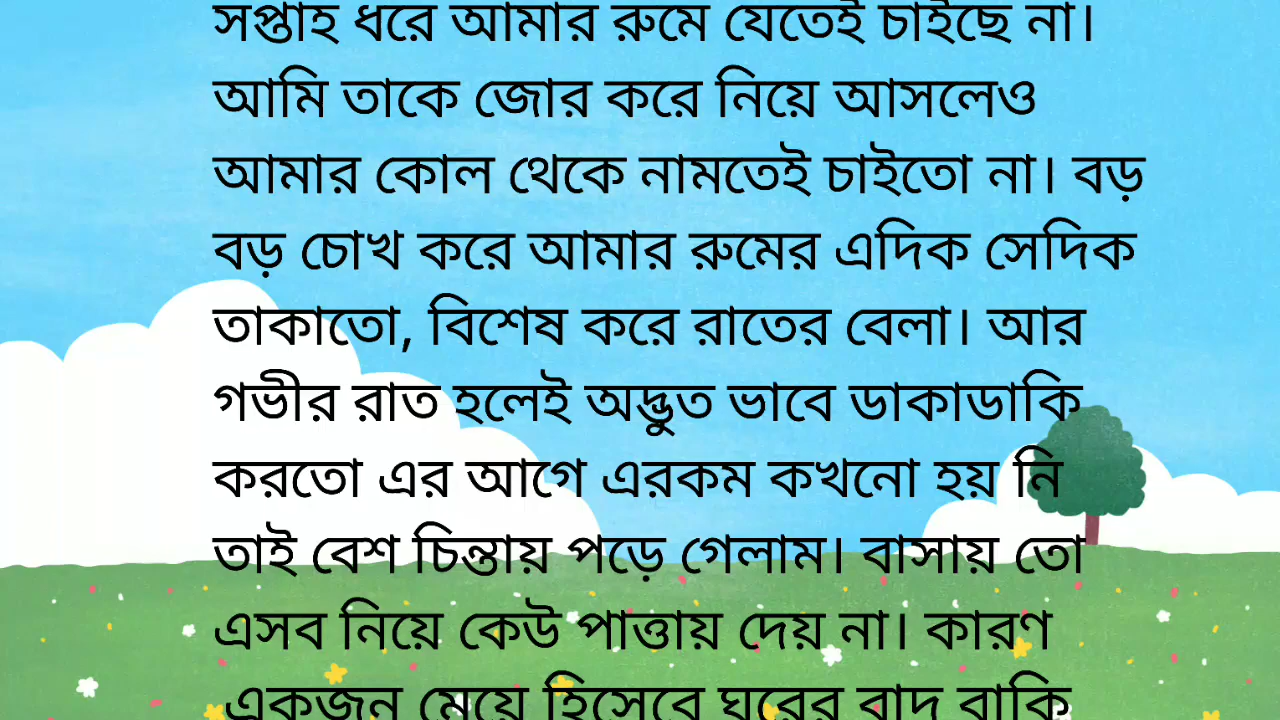 সপ্তাহ ধরে আমার রুমে যেতেই চাইছে না।
আমি তাকে জোর করে নিয়ে আসলেও
আমার কোল থেকে নামতেই চাইতো না। বড়
বড় চোখ করে আমার রুমের এদিক সেদিক
তাকাতো, বিশেষ করে রাতের বেলা। আর
গভীর রাত হলেই অদ্ভুত ভাবে ডাকাডাকি
করতো এর আগে এরকম কখনো হয় নি
তাই বেশ চিন্তায় পড়ে গেলাম। বাসায় তো
এসব নিয়ে কেউ পাত্তায় দেয় না। কারণ
একজন মেয়ে হিসেবে ঘরের বাদ বাকি